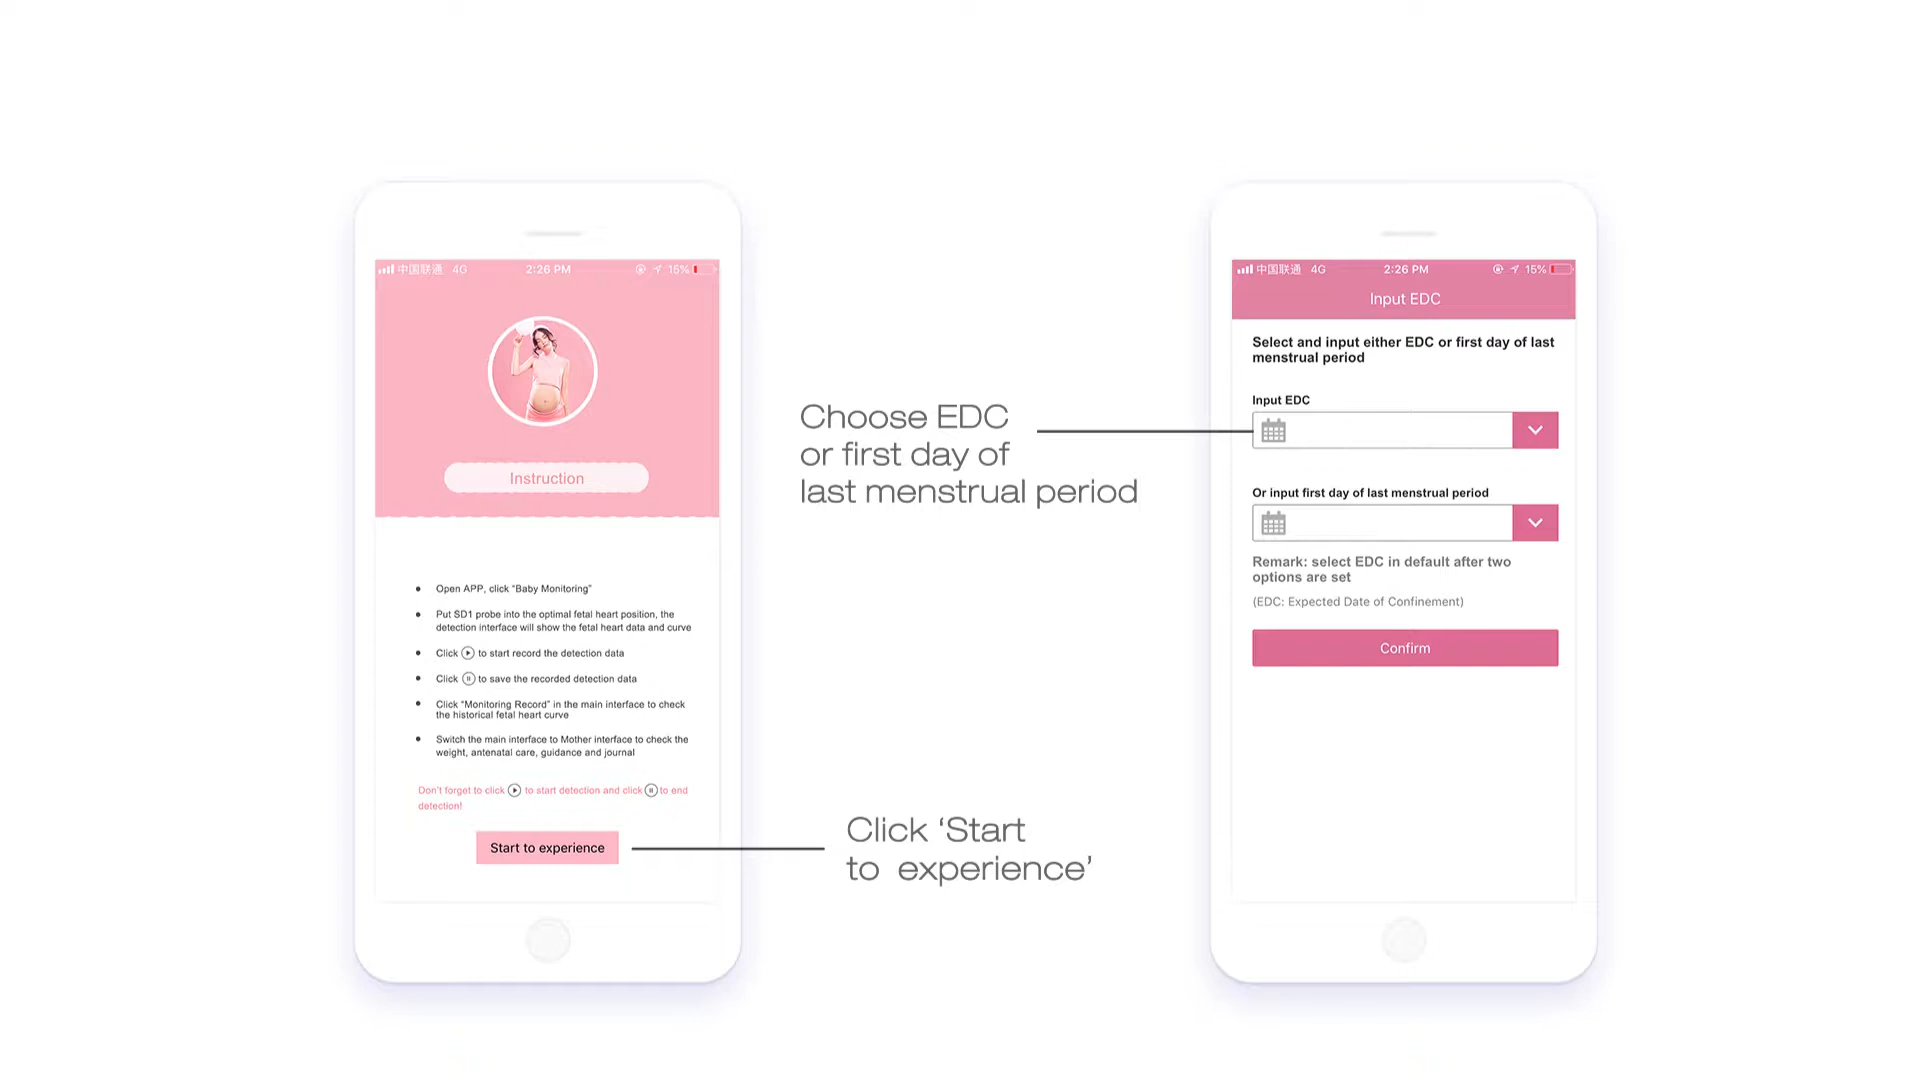 中国联通 4G 2:26 PM 15%
Instruction
Open APP, click “Baby Monitoring”
Put SD1 probe into the optimal fetal heart position, the
detection interface will show the fetal heart data and curve
Click to start record the detection data
Click to save the recorded detection data
Click “Monitoring Record” in the main interface to check
the historical fetal heart curve
Switch the main interface to Mother interface to check the
weight, antenatal care, guidance and journal
Don’t forget to click to start detection and click to end
detection!
Start to experience
Click ‘Start
to experience’
Choose EDC
or first day of
last menstrual period
中国联通 4G 2:26 PM 15%
Input EDC
Select and input either EDC or first day of last
menstrual period
Input EDC
Or input first day of last menstrual period
Remark: select EDC in default after two
options are set
(EDC: Expected Date of Confinement)
Confirm